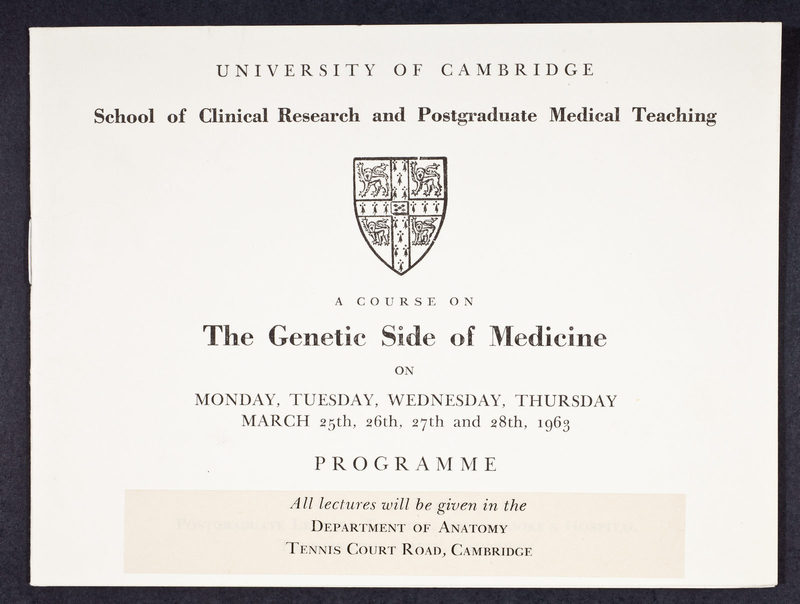 UNIVERSITY OF CAMBRIDGE
School of Clinical Research and Postgraduate Medical Teaching
A COURSE ON
The Genetic Side of Medicine
ON
MONDAY, TUESDAY, WEDNESDAY, THURSDAY
MARCH 25th, 26th, 27th and 28th, 1963
PROGRAMME
All lectures will be given in the
DEPARTMENT OF ANATOMY
TENNIS COURT ROAD, CAMBRIDGE